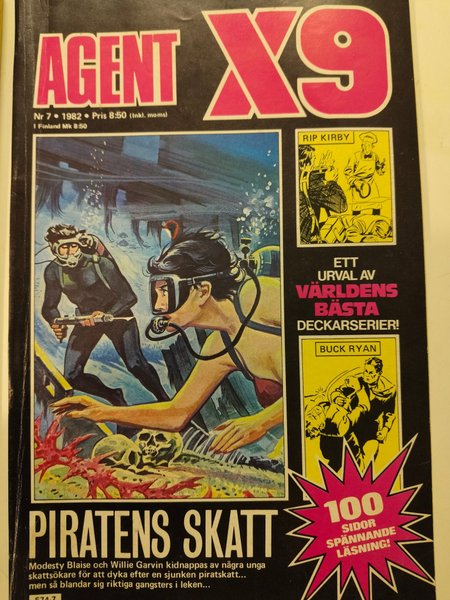 AGENT X9
Nr 7 • 1982 • Pris 8:50 (inkl. moms)
I Finland Mk 8:50
RIP KIRBY
ETT
URVAL AV
VÄRLDENS
BÄSTA
DECKARSERIER!
BUCK RYAN
100
SIDOR
SPÄNNANDE
LÄSNING!
PIRATENS SKATT
Modesty Blaise och Willie Garvin kidnappas av några unga
skattsökare för att dyka efter en sjunken piratskatt...
men så blandar sig riktiga gangsters i leken...